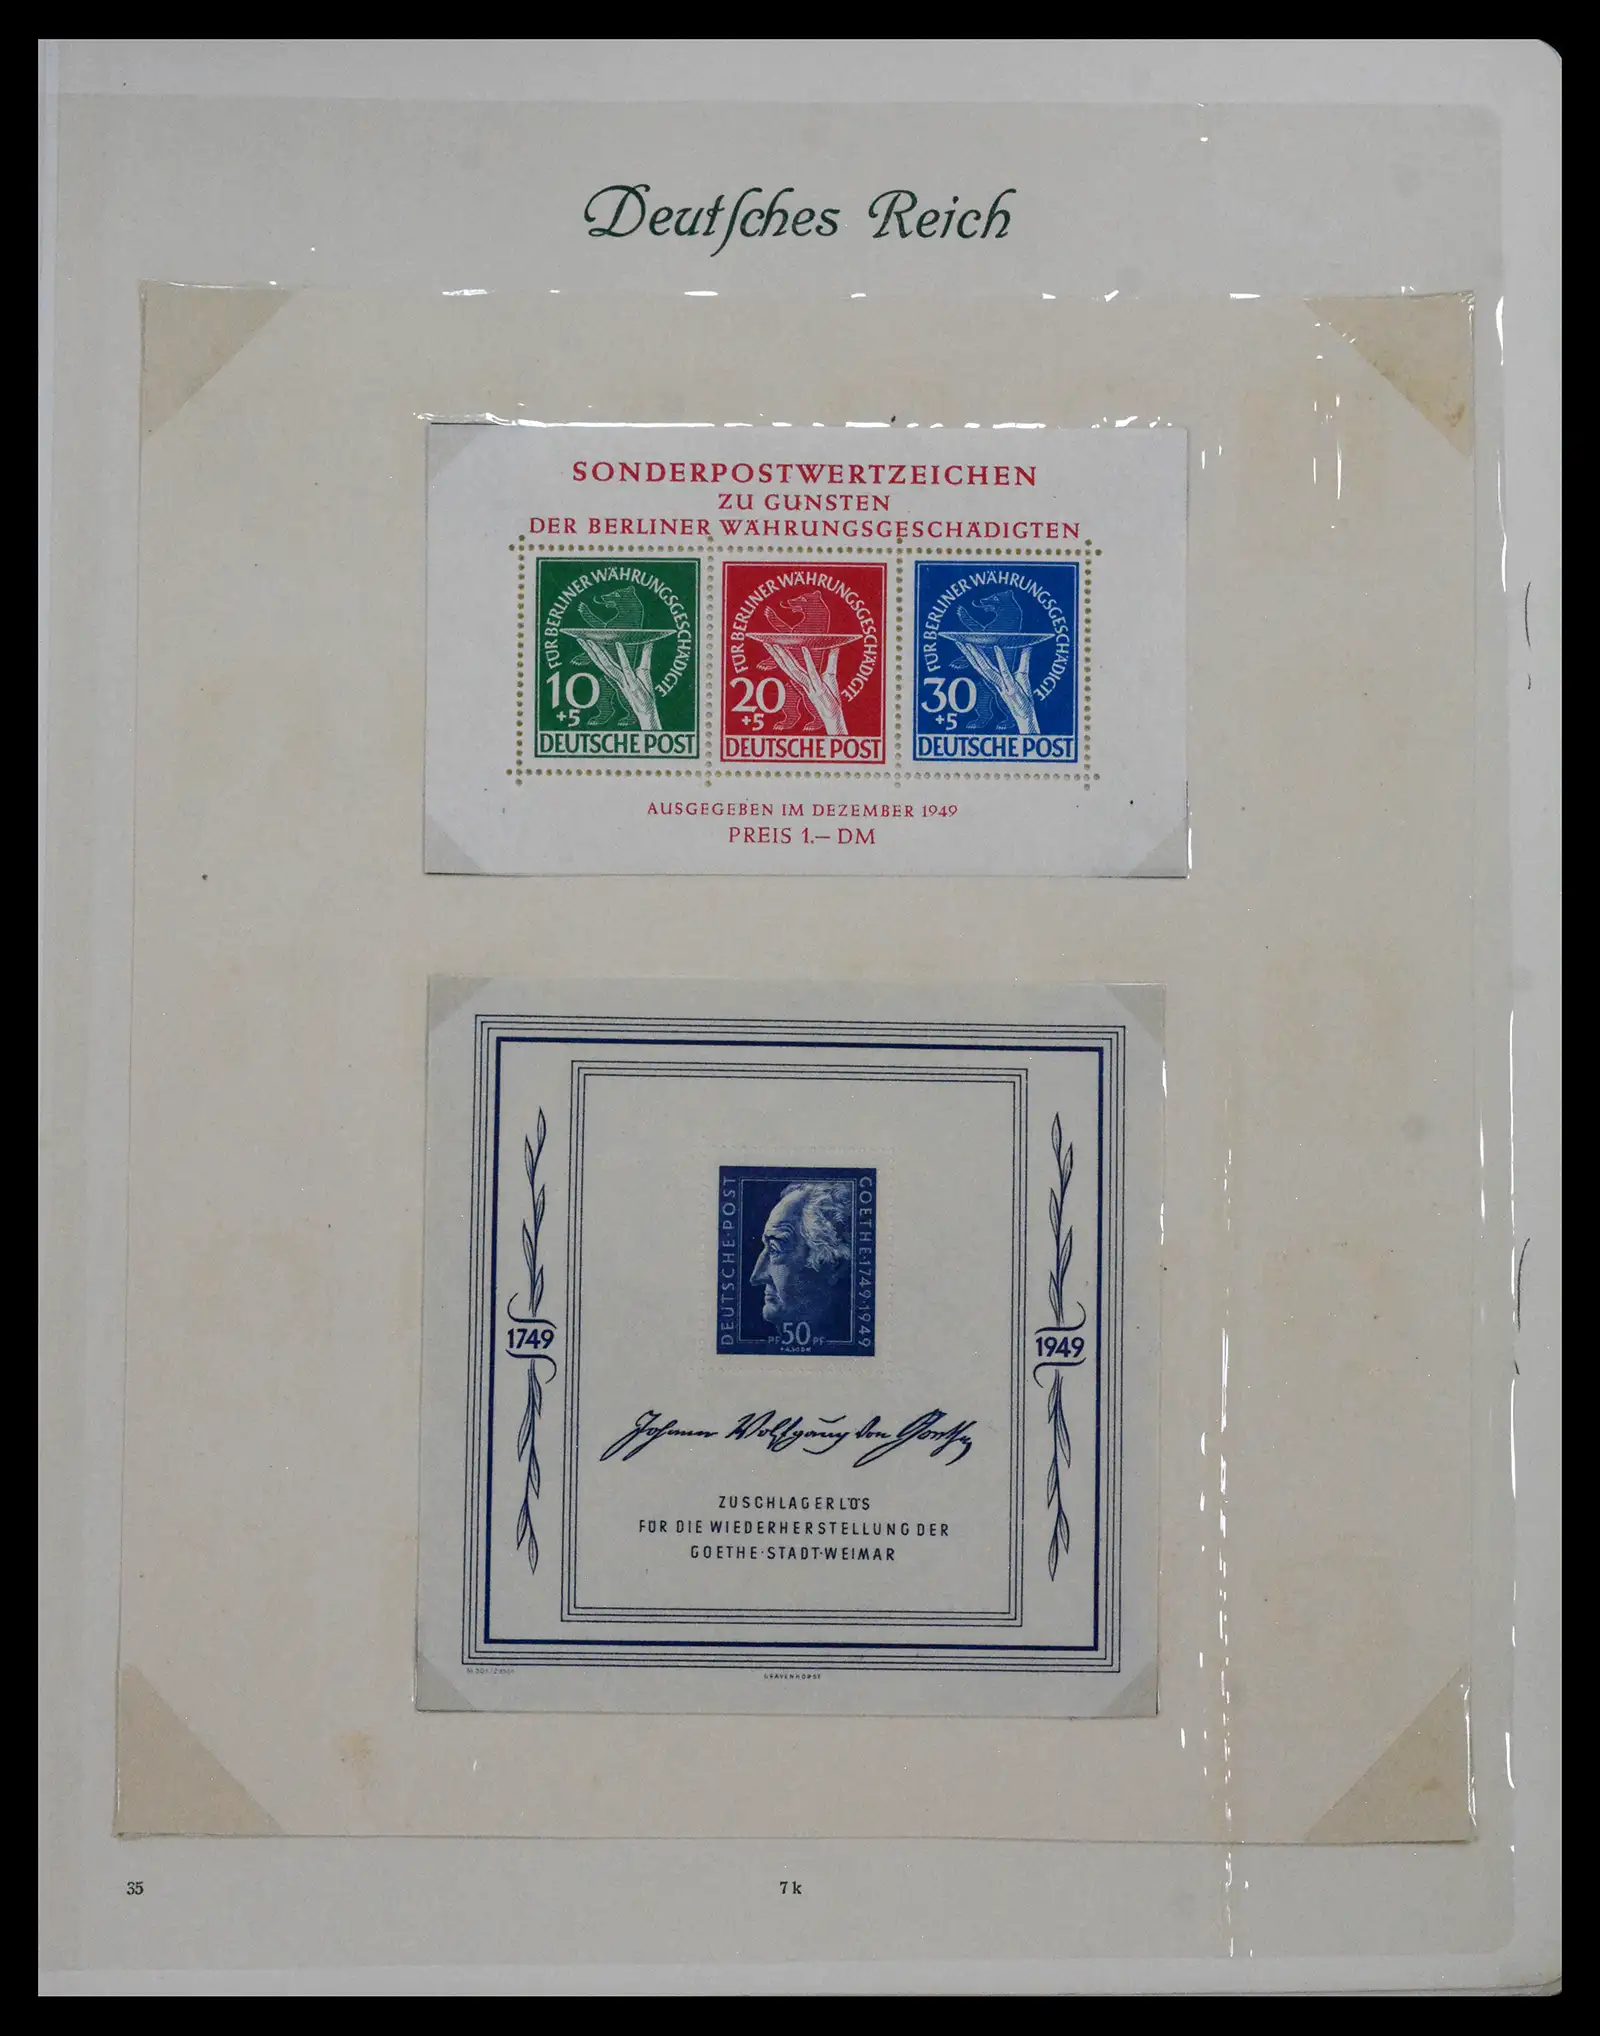 Deutſches Reich
SONDERPOSTWERTZEICHEN
ZU GUNSTEN
DER BERLINER WÄHRUNGSGESCHÄDIGTEN
FÜR BERLINER WÄHRUNGSGESCHÄDIGTE
10
+5
DEUTSCHE POST
FÜR BERLINER WÄHRUNGSGESCHÄDIGTE
20
+5
DEUTSCHE POST
FÜR BERLINER WÄHRUNGSGESCHÄDIGTE
30
+5
DEUTSCHE POST
AUSGEGEBEN IM DEZEMBER 1949
PREIS 1.— DM
DEUTSCHE·POST
GOETHE·1749·1949
PF 50 PF
1749
1949
Johann Wolfgang von Goethe
ZUSCHLAGERLÖS
FÜR DIE WIEDERHERSTELLUNG DER
GOETHE·STADT·WEIMAR
GRAVENHORST
35
7 k